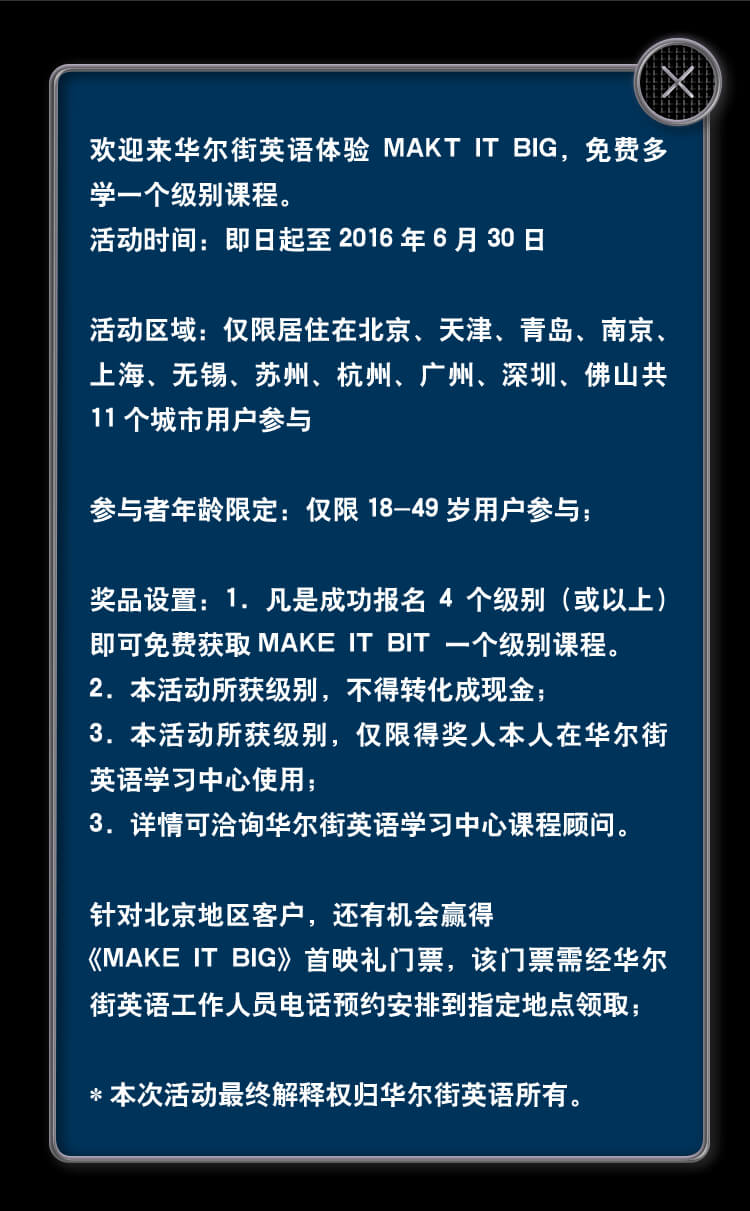 欢迎来华尔街英语体验 MAKT IT BIG，免费多
学一个级别课程。
活动时间：即日起至 2016 年 6 月 30 日
活动区域：仅限居住在北京、天津、青岛、南京、
上海、无锡、苏州、杭州、广州、深圳、佛山共
11 个城市用户参与
参与者年龄限定：仅限 18–49 岁用户参与；
奖品设置：1. 凡是成功报名 4 个级别（或以上）
即可免费获取 MAKE IT BIT 一个级别课程。
2. 本活动所获级别，不得转化成现金；
3. 本活动所获级别，仅限得奖人本人在华尔街
英语学习中心使用；
3. 详情可洽询华尔街英语学习中心课程顾问。
针对北京地区客户，还有机会赢得
《MAKE IT BIG》首映礼门票，该门票需经华尔
街英语工作人员电话预约安排到指定地点领取；
* 本次活动最终解释权归华尔街英语所有。